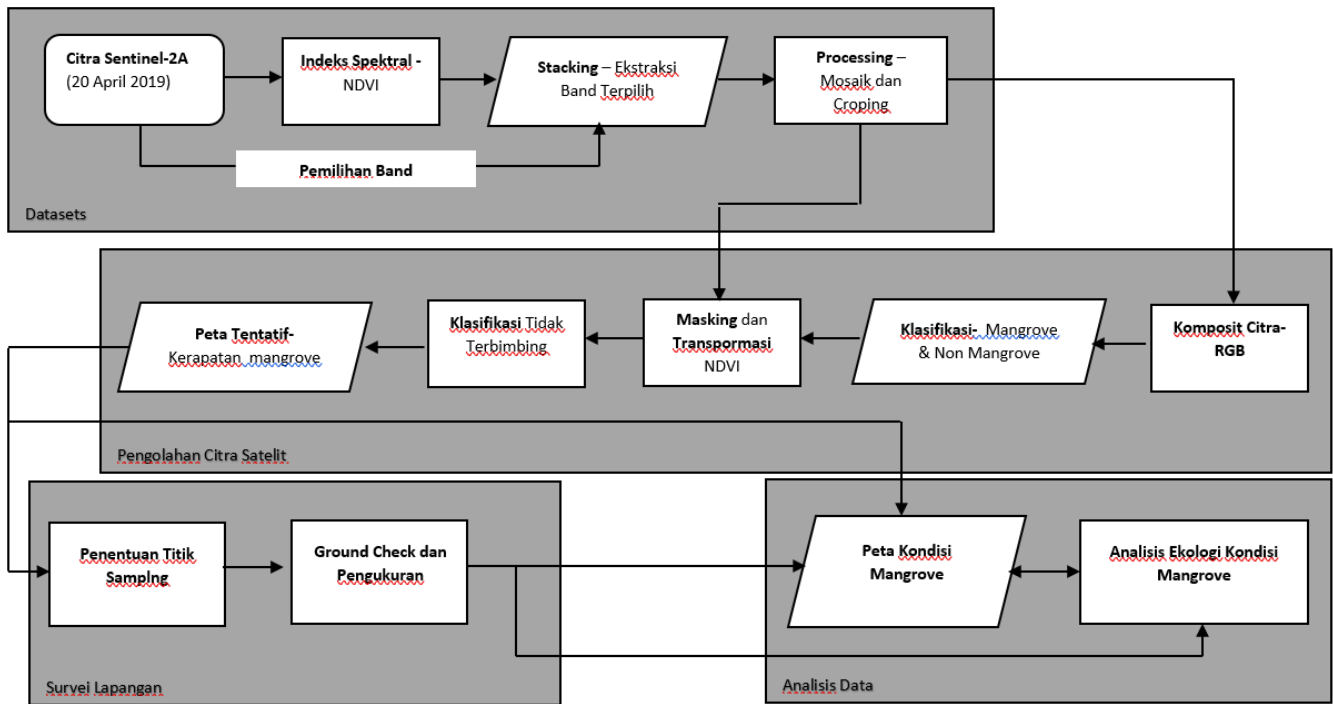 Citra Sentinel-2A
(20 April 2019)
Indeks Spektral -
NDVI
Stacking – Ekstraksi
Band Terpilih
Processing –
Mosaik dan
Croping
Pemilihan Band
Datasets
Peta Tentatif-
Kerapatan mangrove
Klasifikasi Tidak
Terbimbing
Masking dan
Transpormasi
NDVI
Klasifikasi- Mangrove
& Non Mangrove
Komposit Citra-
RGB
Pengolahan Citra Satelit
Penentuan Titik
Samplng
Ground Check dan
Pengukuran
Survei Lapangan
Peta Kondisi
Mangrove
Analisis Ekologi Kondisi
Mangrove
Analisis Data